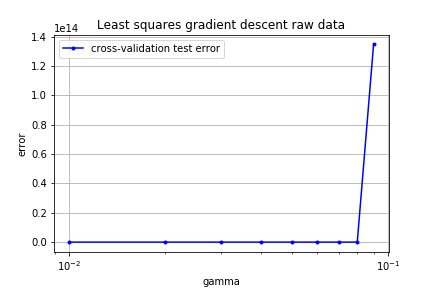 Least squares gradient descent raw data
1e14
cross-validation test error
1.4
1.2
1.0
0.8
0.6
0.4
0.2
0.0
error
10⁻² 10⁻¹
gamma